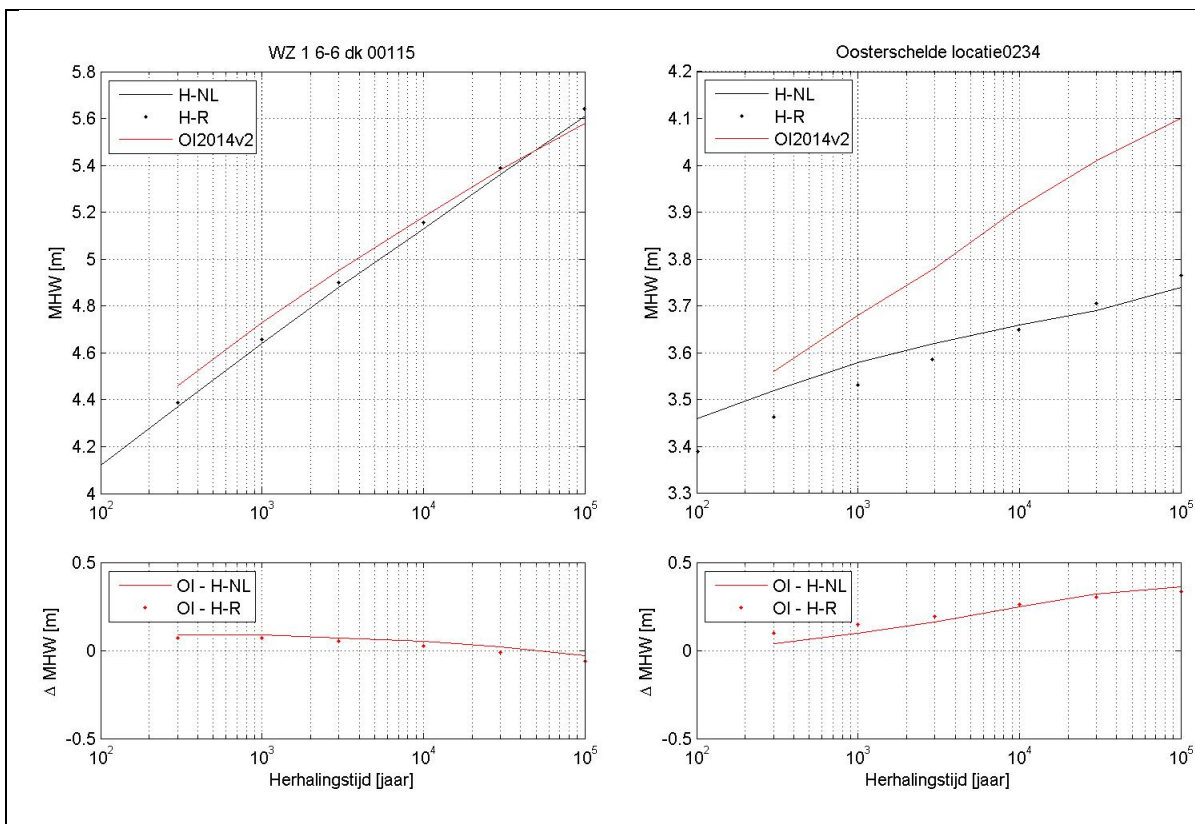 WZ 1 6-6 dk 00115
H-NL
H-R
OI2014v2
MHW [m]
5.8
5.6
5.4
5.2
5
4.8
4.6
4.4
4.2
4
10^2
10^3
10^4
10^5
Oosterschelde locatie0234
H-NL
H-R
OI2014v2
MHW [m]
4.2
4.1
4
3.9
3.8
3.7
3.6
3.5
3.4
3.3
10^2
10^3
10^4
10^5
OI - H-NL
OI - H-R
Δ MHW [m]
0.5
0
-0.5
10^2
10^3
10^4
10^5
Herhalingstijd [jaar]
OI - H-NL
OI - H-R
Δ MHW [m]
0.5
0
-0.5
10^2
10^3
10^4
10^5
Herhalingstijd [jaar]